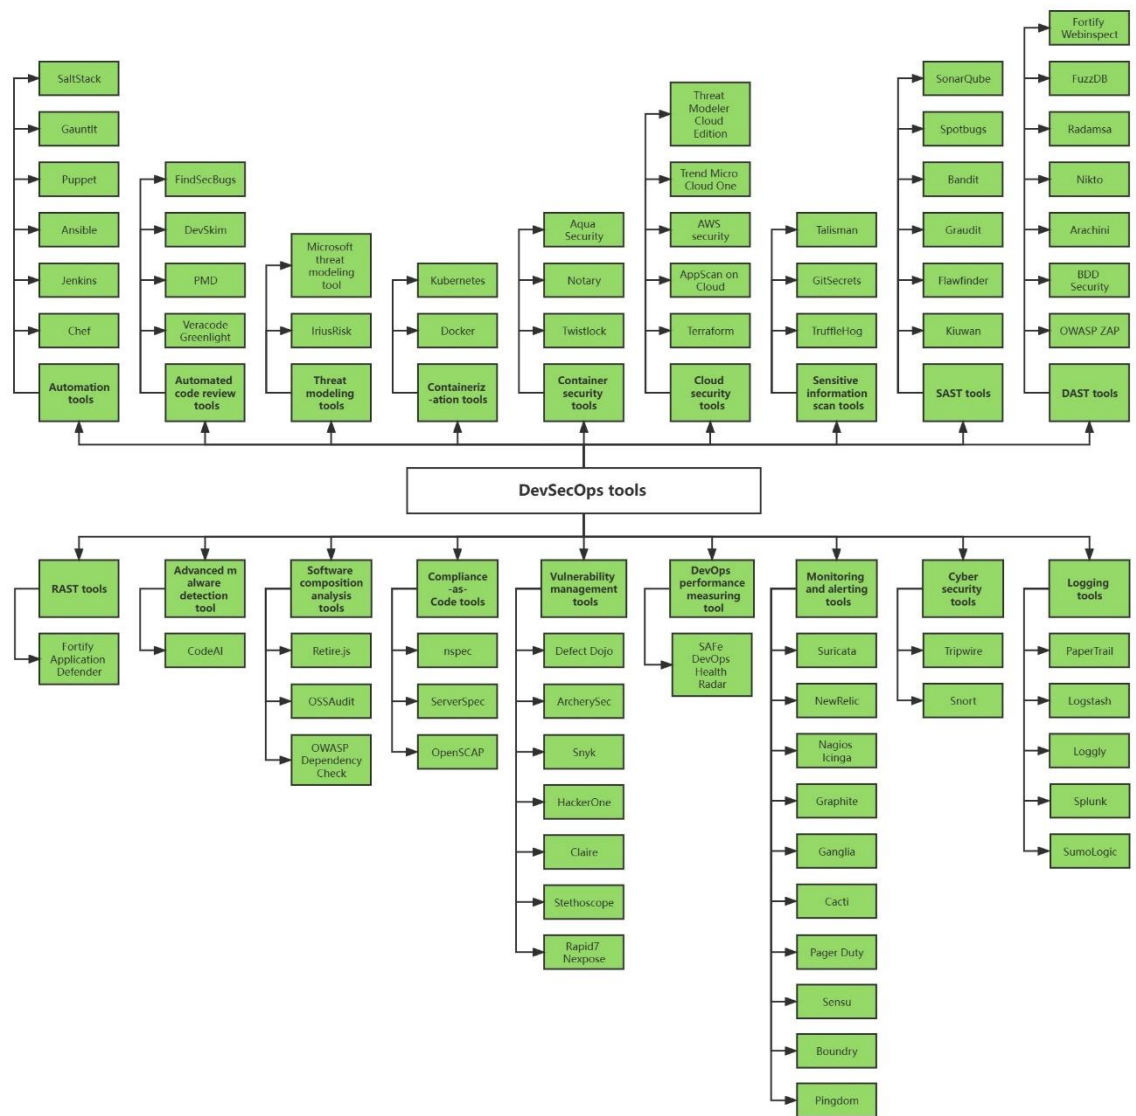 SaltStack
Gauntlt
Puppet
Ansible
Jenkins
Chef
Automation
tools
FindSecBugs
DevSkim
PMD
Veracode
Greenlight
Automated
code review
tools
Microsoft
threat
modeling
tool
IriusRisk
Threat
modeling
tools
Kubernetes
Docker
Containeriz
-ation tools
Aqua
Security
Notary
Twistlock
Container
security
tools
Threat
Modeler
Cloud
Edition
Trend Micro
Cloud One
AWS
security
AppScan on
Cloud
Terraform
Cloud
security
tools
Talisman
GitSecrets
TruffleHog
Sensitive
information
scan tools
SonarQube
Spotbugs
Bandit
Graudit
Flawfinder
Kiuwan
SAST tools
Fortify
Webinspect
FuzzDB
Radamsa
Nikto
Arachini
BDD
Security
OWASP ZAP
DAST tools
DevSecOps tools
RAST tools
Fortify
Application
Defender
Advanced m
alware
detection
tool
CodeAI
Software
composition
analysis
tools
Retire.js
OSSAudit
OWASP
Dependency
Check
Compliance
-as-
Code tools
nspec
ServerSpec
OpenSCAP
Vulnerability
management
tools
Defect Dojo
ArcherySec
Snyk
HackerOne
Claire
Stethoscope
Rapid7
Nexpose
DevOps
performance
measuring
tool
SAFe
DevOps
Health
Radar
Monitoring
and alerting
tools
Suricata
NewRelic
Nagios
Icinga
Graphite
Ganglia
Cacti
Pager Duty
Sensu
Boundry
Pingdom
Cyber
security
tools
Tripwire
Snort
Logging
tools
PaperTrail
Logstash
Loggly
Splunk
SumoLogic